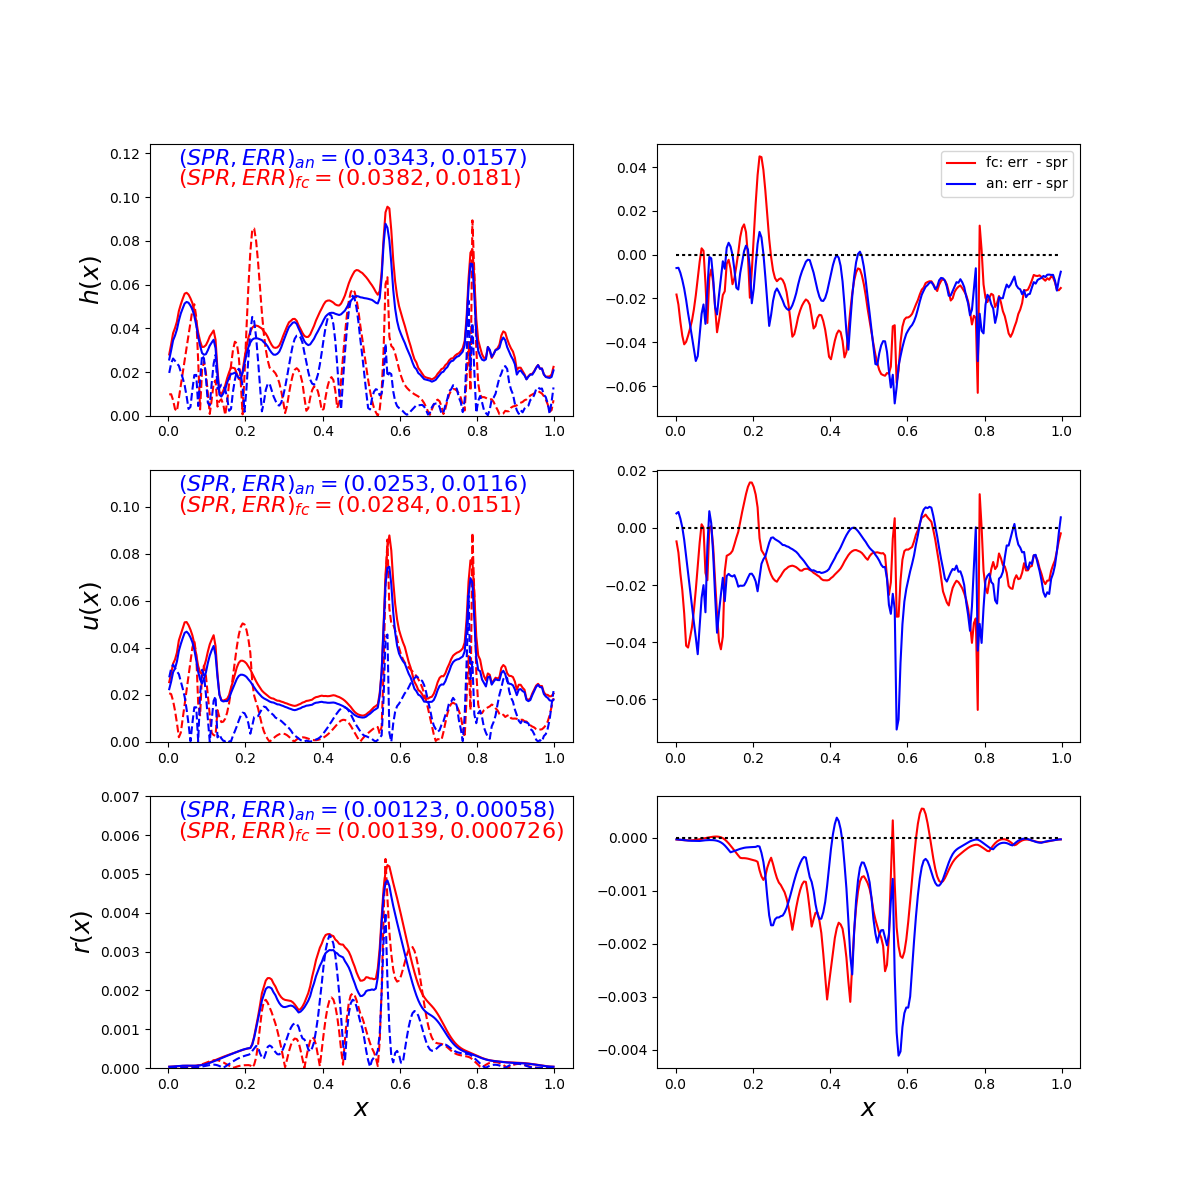 (SPR, ERR)an = (0.0343, 0.0157)
(SPR, ERR)fc = (0.0382, 0.0181)
0.12
0.10
0.08
0.06
0.04
0.02
0.00
h(x)
0.0 0.2 0.4 0.6 0.8 1.0
fc: err - spr
an: err - spr
0.04
0.02
0.00
−0.02
−0.04
−0.06
0.0 0.2 0.4 0.6 0.8 1.0
(SPR, ERR)an = (0.0253, 0.0116)
(SPR, ERR)fc = (0.0284, 0.0151)
0.10
0.08
0.06
0.04
0.02
0.00
u(x)
0.0 0.2 0.4 0.6 0.8 1.0
0.02
0.00
−0.02
−0.04
−0.06
0.0 0.2 0.4 0.6 0.8 1.0
(SPR, ERR)an = (0.00123, 0.00058)
(SPR, ERR)fc = (0.00139, 0.000726)
0.007
0.006
0.005
0.004
0.003
0.002
0.001
0.000
r(x)
0.0 0.2 0.4 0.6 0.8 1.0
x
0.000
−0.001
−0.002
−0.003
−0.004
0.0 0.2 0.4 0.6 0.8 1.0
x